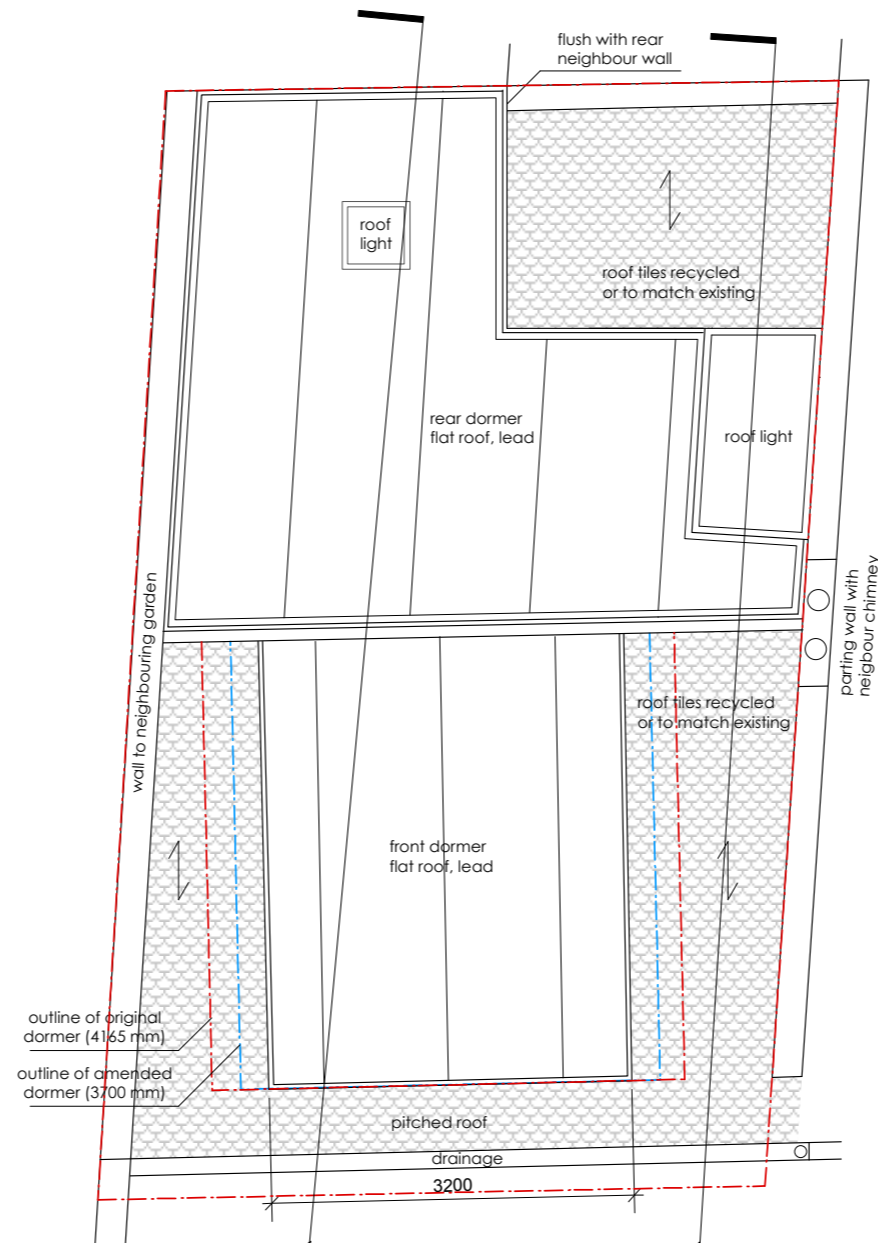 flush with rear
neighbour wall
roof
light
roof tiles recycled
or to match existing
rear dormer
flat roof, lead
roof light
wall to neighbouring garden
parting wall with
neigbour chimney
roof tiles recycled
or to match existing
front dormer
flat roof, lead
outline of original
dormer (4165 mm)
outline of amended
dormer (3700 mm)
pitched roof
drainage
3200